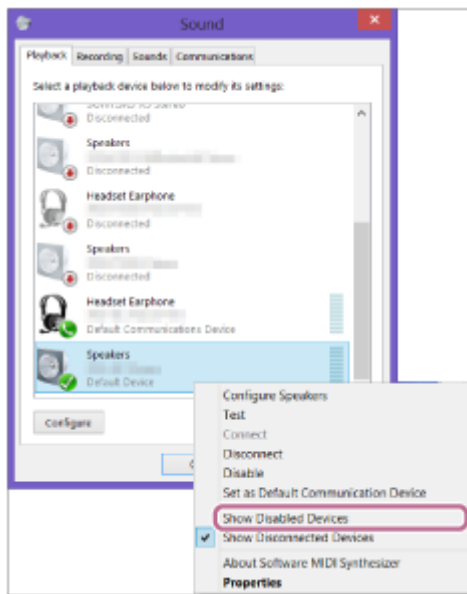 Sound
Playback Recording Sounds Communications
Select a playback device below to modify its settings:
Disconnected
Speakers
Disconnected
Headset Earphone
Disconnected
Speakers
Disconnected
Headset Earphone
Default Communications Device
Speakers
Default Device
Configure
Configure Speakers
Test
Connect
Disconnect
Disable
Set as Default Communication Device
Show Disabled Devices
Show Disconnected Devices
About Software MIDI Synthesizer
Properties